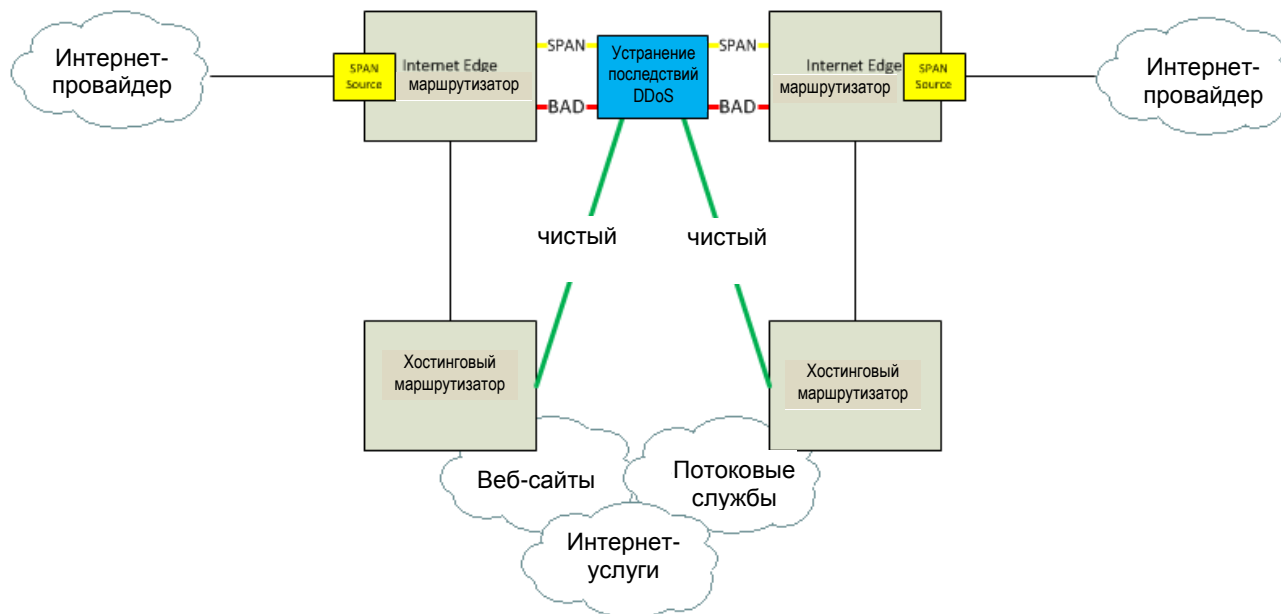 Интернет-
провайдер
SPAN
Source
Internet Edge
маршрутизатор
SPAN
BAD
Устранение
последствий
DDoS
SPAN
BAD
Internet Edge
маршрутизатор
SPAN
Source
Интернет-
провайдер
чистый
чистый
Хостинговый
маршрутизатор
Хостинговый
маршрутизатор
Веб-сайты
Потоковые
службы
Интернет-
услуги